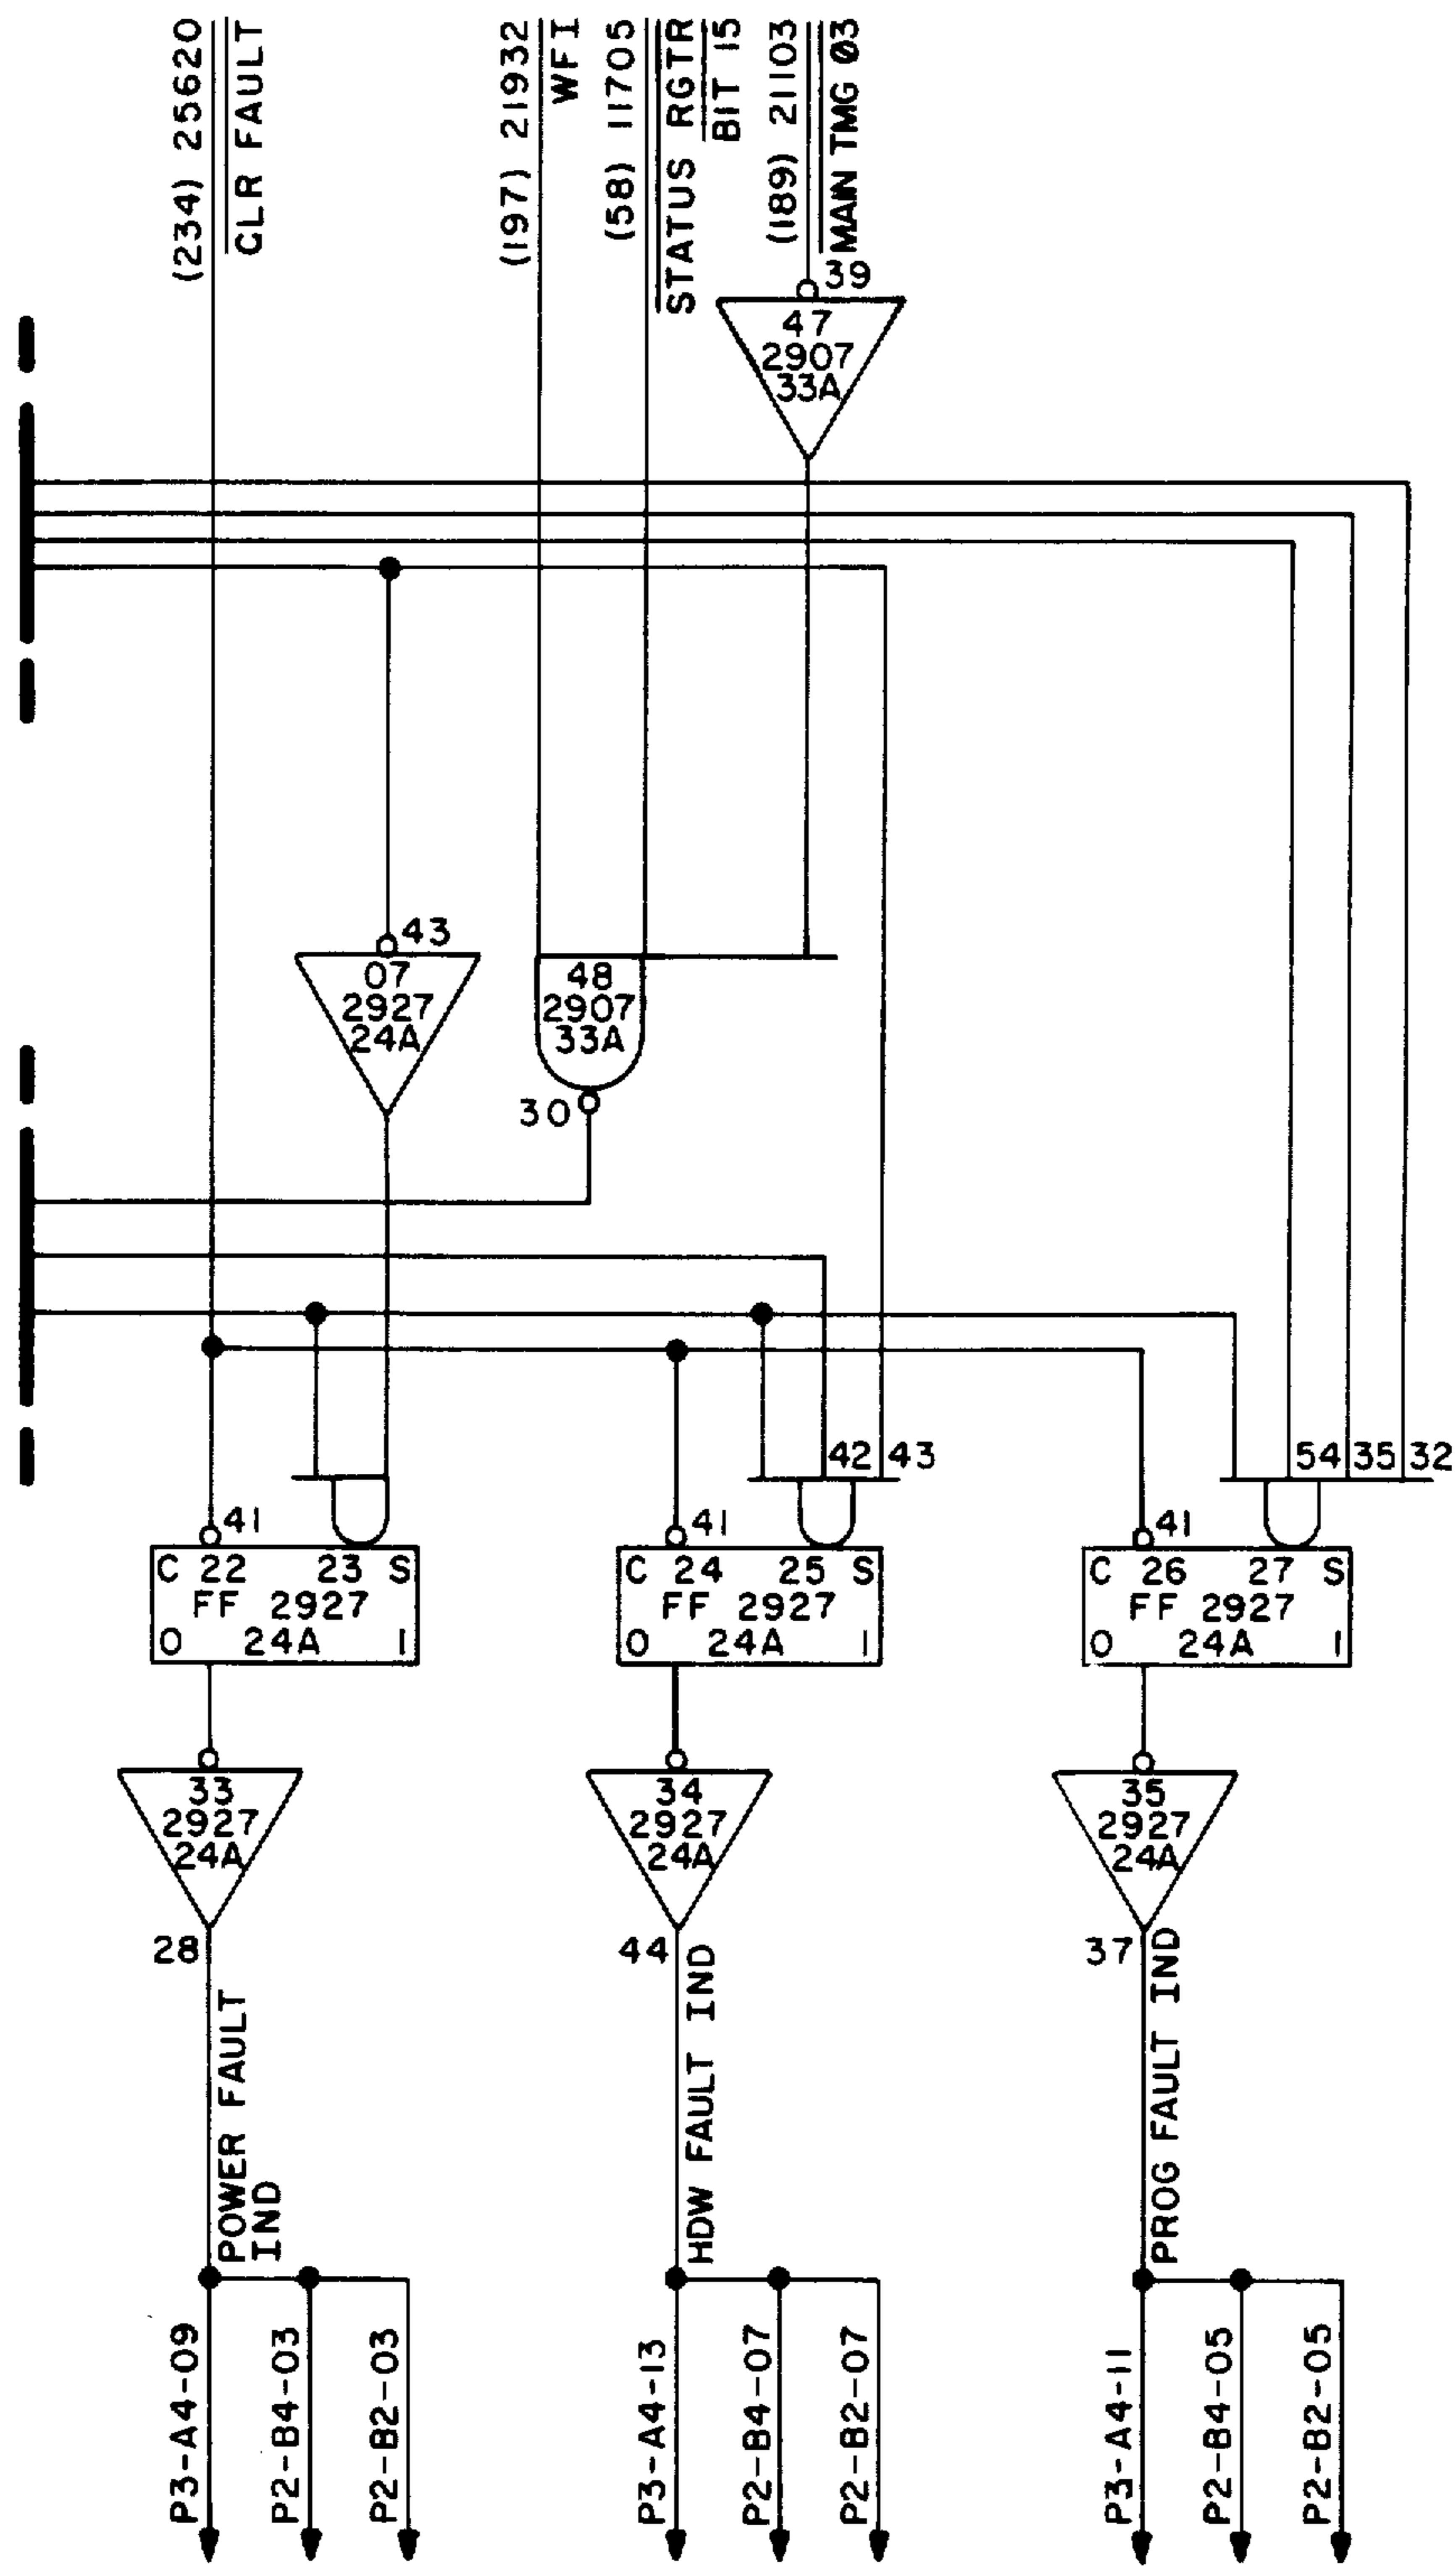 (234) 25620
CLR FAULT
(197) 21932
WFI
(58) 11705
STATUS RGTR
BIT 15
(189) 21103
MAIN TMG Ø3
39
47
2907
33A
43
07
2927
24A
48
2907
33A
30
42 43
54 35 32
41
C 22 23 S
FF 2927
0 24A 1
41
C 24 25 S
FF 2927
0 24A 1
41
C 26 27 S
FF 2927
0 24A 1
33
2927
24A
28
34
2927
24A
44
35
2927
24A
37
POWER FAULT
IND
HDW FAULT IND
PROG FAULT IND
P3-A4-09
P2-B4-03
P2-B2-03
P3-A4-13
P2-B4-07
P2-B2-07
P3-A4-11
P2-B4-05
P2-B2-05